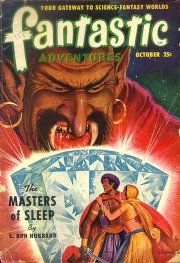 YOUR GATEWAY TO SCIENCE-FANTASY WORLDS
fantastic
ADVENTURES
OCTOBER 25¢
The
MASTERS
of SLEEP
By
L. RON HUBBARD